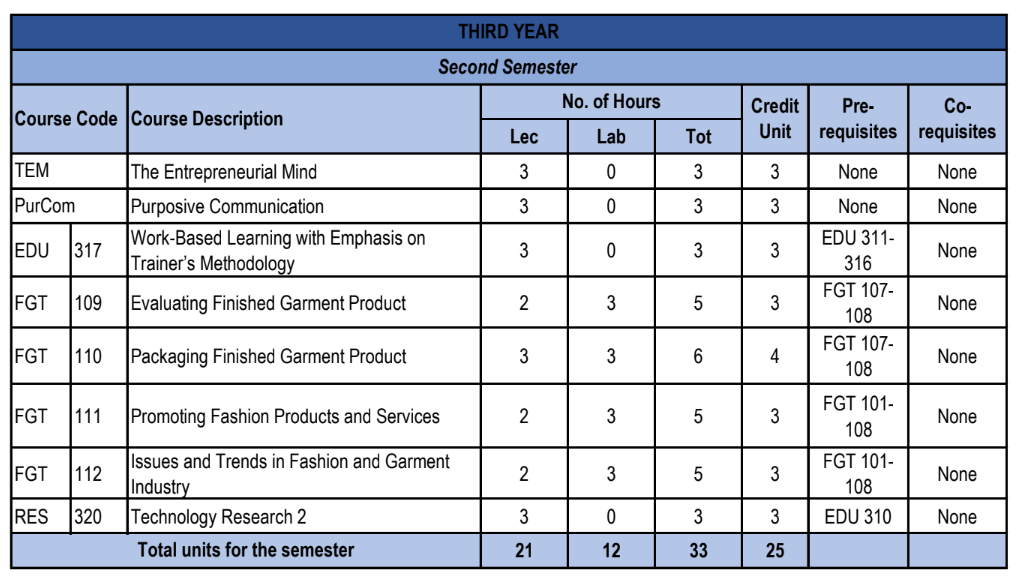 THIRD YEAR
Second Semester
Course Code Course Description No. of Hours Credit Unit Pre-requisites Co-requisites
Lec Lab Tot
TEM The Entrepreneurial Mind 3 0 3 3 None None
PurCom Purposive Communication 3 0 3 3 None None
EDU 317 Work-Based Learning with Emphasis on Trainer's Methodology 3 0 3 3 EDU 311-316 None
FGT 109 Evaluating Finished Garment Product 2 3 5 3 FGT 107-108 None
FGT 110 Packaging Finished Garment Product 3 3 6 4 FGT 107-108 None
FGT 111 Promoting Fashion Products and Services 2 3 5 3 FGT 101-108 None
FGT 112 Issues and Trends in Fashion and Garment Industry 2 3 5 3 FGT 101-108 None
RES 320 Technology Research 2 3 0 3 3 EDU 310 None
Total units for the semester 21 12 33 25